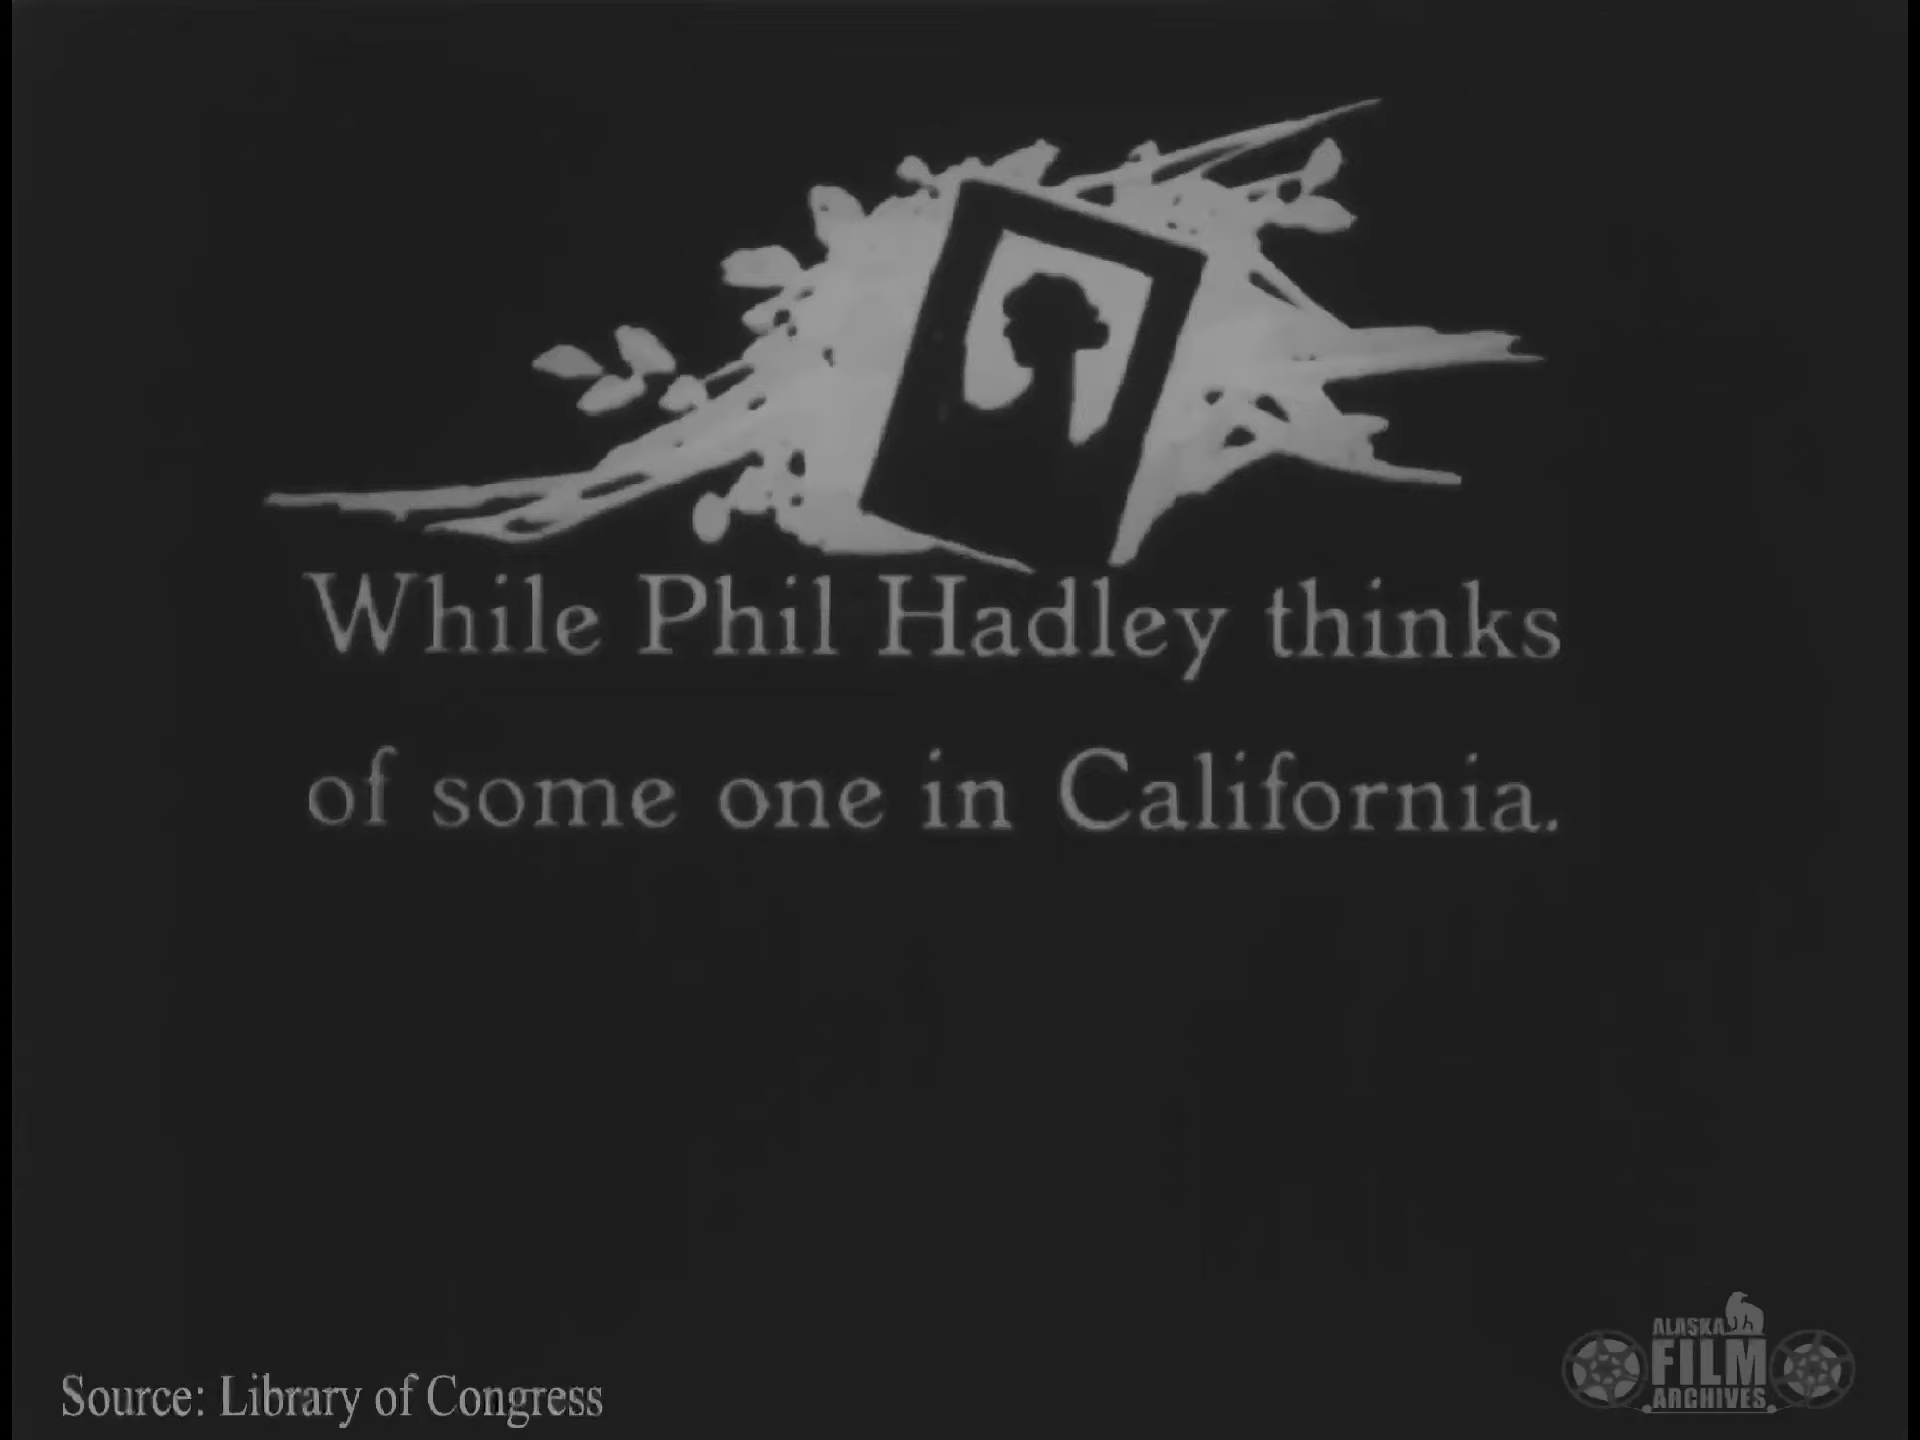 While Phil Hadley thinks
of some one in California.
Source: Library of Congress
ALASKA
FILM
ARCHIVES